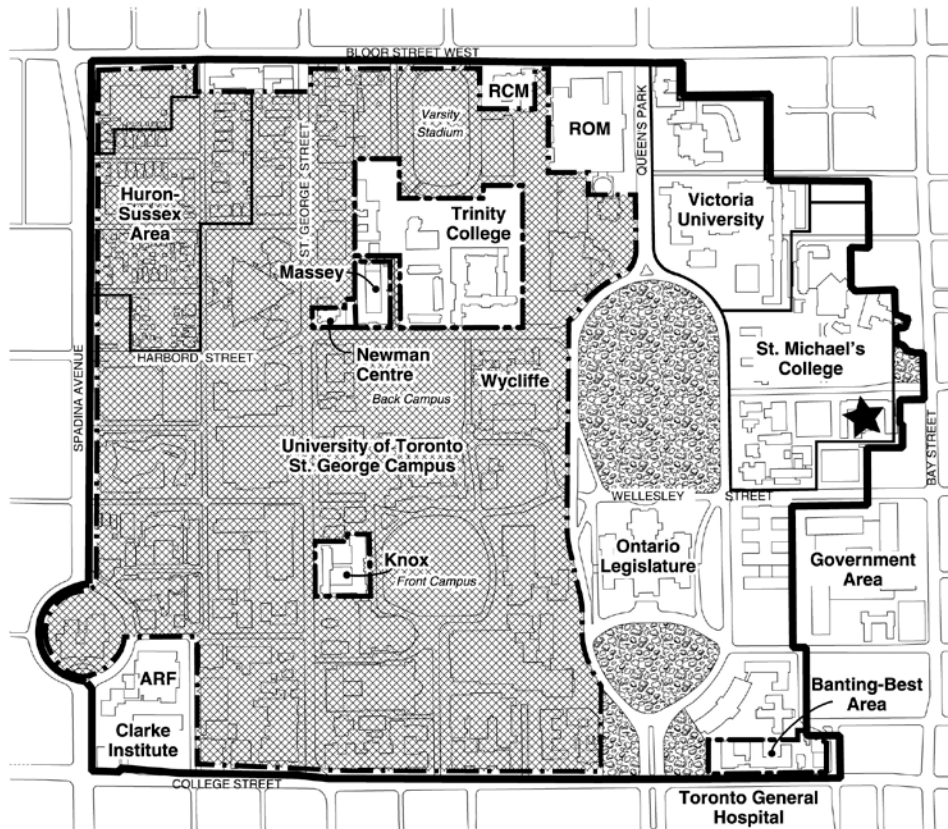 BLOOR STREET WEST
RCM
Varsity
Stadium
ROM
QUEEN'S PARK
ST. GEORGE STREET
Huron-
Sussex
Area
Trinity
College
Victoria
University
Massey
HARBORD STREET
Newman
Centre
Wycliffe
St. Michael's
College
SPADINA AVENUE
Back Campus
BAY STREET
University of Toronto
St. George Campus
WELLESLEY STREET
Ontario
Legislature
Knox
Front Campus
Government
Area
ARF
Clarke
Institute
Banting-Best
Area
COLLEGE STREET
Toronto General
Hospital